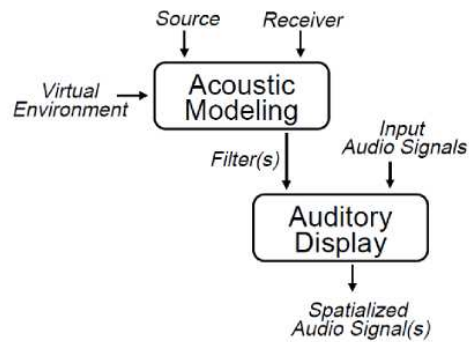 Source
Receiver
Virtual
Environment
Acoustic
Modeling
Filter(s)
Input
Audio Signals
Auditory
Display
Spatialized
Audio Signal(s)